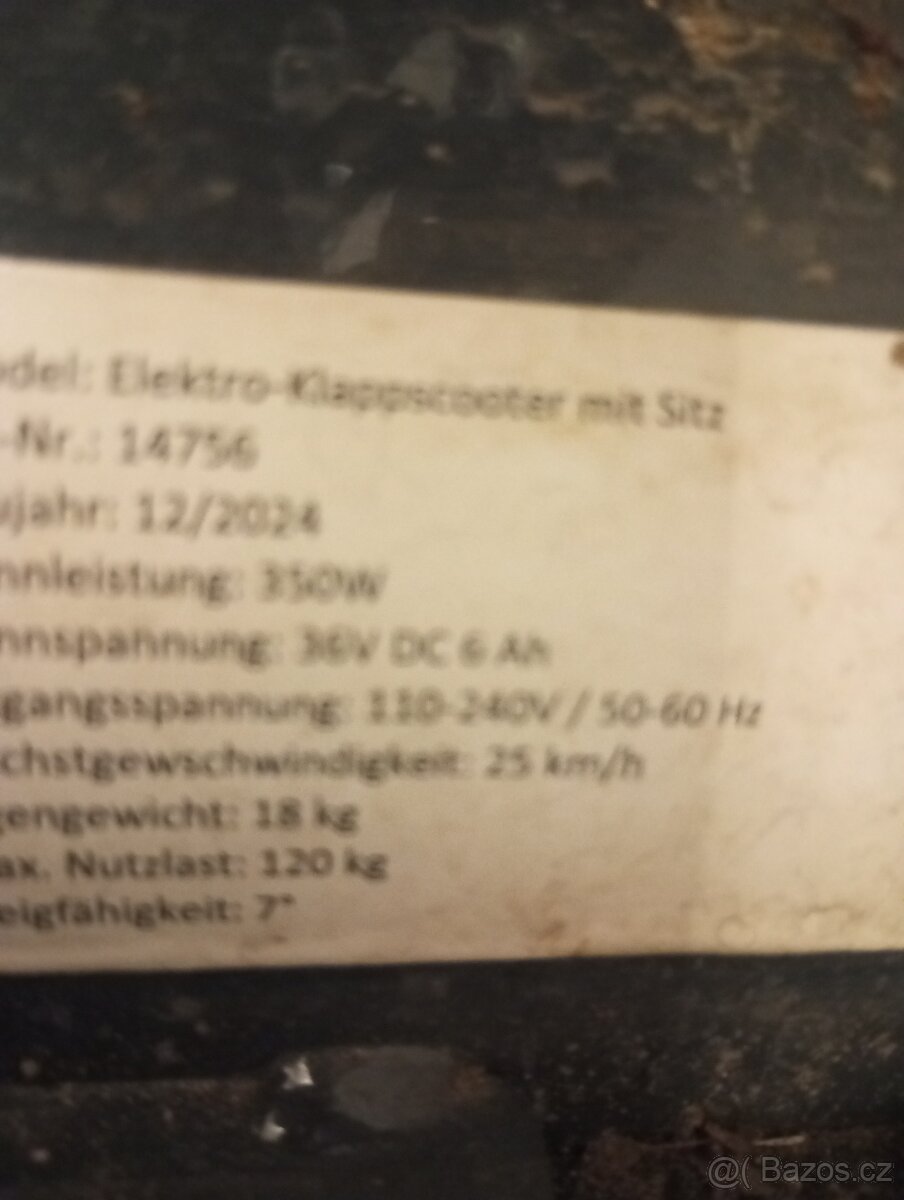 odel: Elektro-Klappscooter mit Sitz
-Nr.: 14756
ujahr: 12/2024
nnleistung: 350W
nnspannung: 36V DC 6 Ah
gangsspannung: 110-240V / 50-60 Hz
chstgewschwindigkeit: 25 km/h
gengewicht: 18 kg
ax. Nutzlast: 120 kg
eigfähigkeit: 7°
@( Bazos.cz